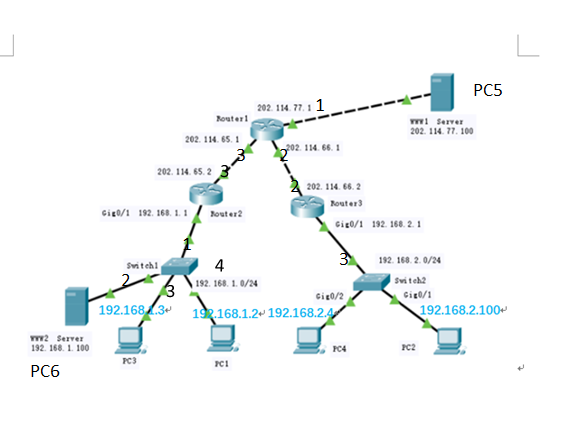 PC5
202.114.77.1
1
Router1
WWW1 Server
202.114.77.100
202.114.65.1
3
2
202.114.66.1
202.114.65.2
3
2
202.114.66.2
Router3
Gig0/1 192.168.1.1
Router2
Gig0/1 192.168.2.1
1
3
192.168.2.0/24
Switch1
4
2
3
192.168.1.0/24
Switch2
Gig0/2
Gig0/1
192.168.1.3
192.168.1.2
192.168.2.4
192.168.2.100
WWW2 Server
192.168.1.100
PC3
PC1
PC4
PC2
PC6